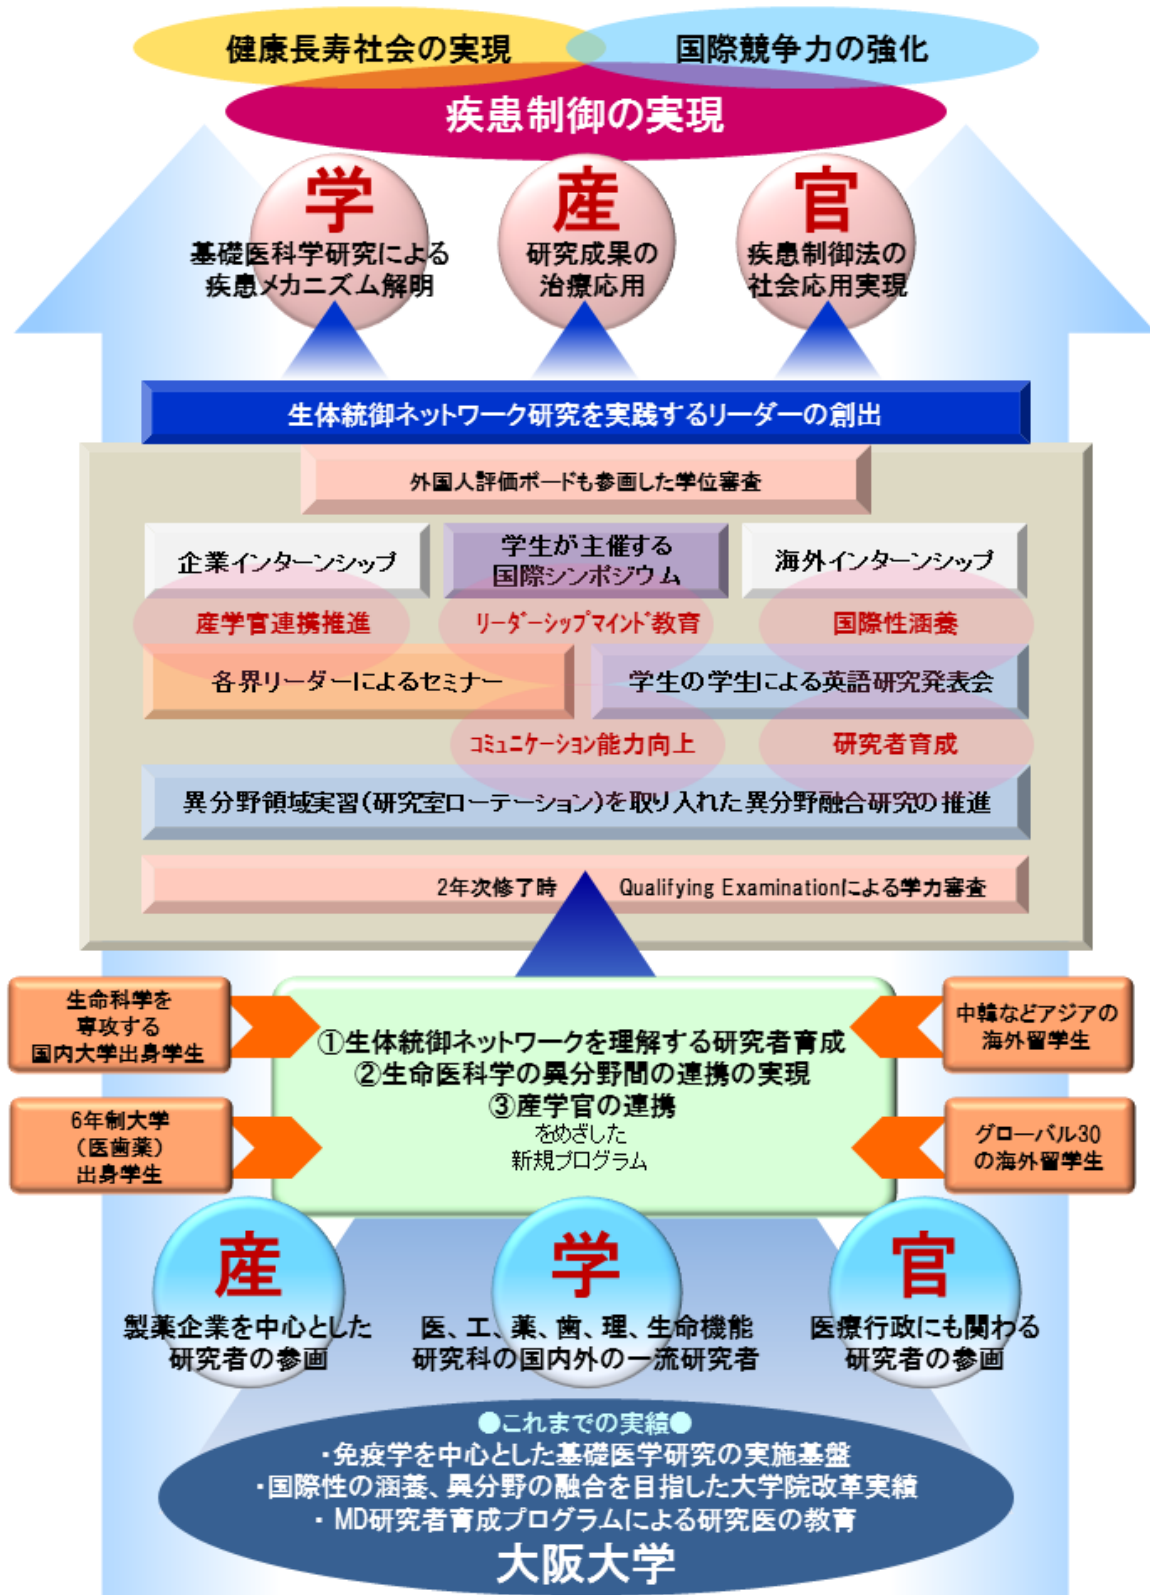 健康長寿社会の実現
国際競争力の強化
疾患制御の実現
学
基礎医科学研究による
疾患メカニズム解明
産
研究成果の
治療応用
官
疾患制御法の
社会応用実現
生体統御ネットワーク研究を実践するリーダーの創出
外国人評価ボードも参画した学位審査
企業インターンシップ
学生が主催する
国際シンポジウム
海外インターンシップ
産学官連携推進
リーダーシップマインド教育
国際性涵養
各界リーダーによるセミナー
学生の学生による英語研究発表会
コミュニケーション能力向上
研究者育成
異分野領域実習(研究室ローテーション)を取り入れた異分野融合研究の推進
2年次修了時 Qualifying Examinationによる学力審査
生命科学を
専攻する
国内大学出身学生
6年制大学
(医歯薬)
出身学生
①生体統御ネットワークを理解する研究者育成
②生命医科学の異分野間の連携の実現
③産学官の連携
をめざした
新規プログラム
中韓などアジアの
海外留学生
グローバル30
の海外留学生
産
製薬企業を中心とした
研究者の参画
学
医、工、薬、歯、理、生命機能
研究科の国内外の一流研究者
官
医療行政にも関わる
研究者の参画
●これまでの実績●
・免疫学を中心とした基礎医学研究の実施基盤
・国際性の涵養、異分野の融合を目指した大学院改革実績
・MD研究者育成プログラムによる研究医の教育
大阪大学